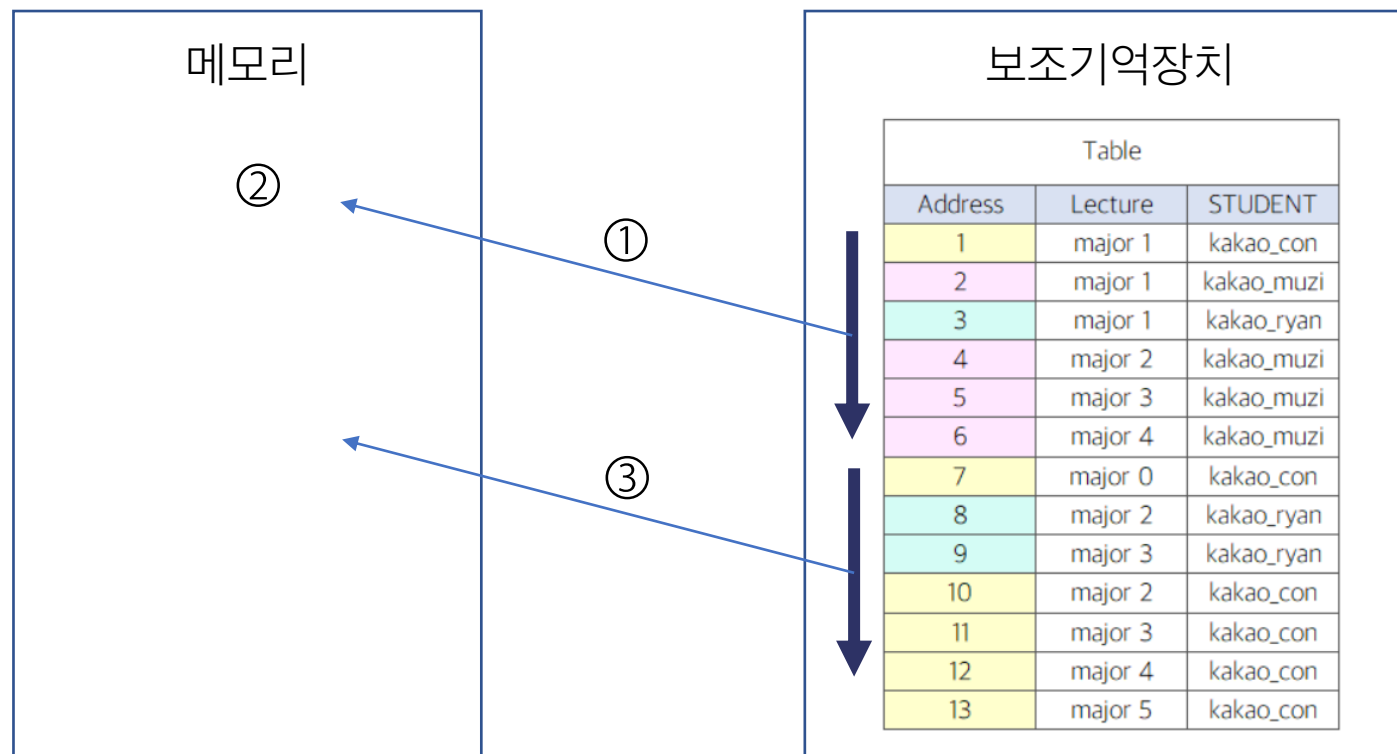 메모리
보조기억장치
Table
②
Address Lecture STUDENT
①
1 major 1 kakao_con
2 major 1 kakao_muzi
3 major 1 kakao_ryan
4 major 2 kakao_muzi
5 major 3 kakao_muzi
6 major 4 kakao_muzi
③
7 major 0 kakao_con
8 major 2 kakao_ryan
9 major 3 kakao_ryan
10 major 2 kakao_con
11 major 3 kakao_con
12 major 4 kakao_con
13 major 5 kakao_con